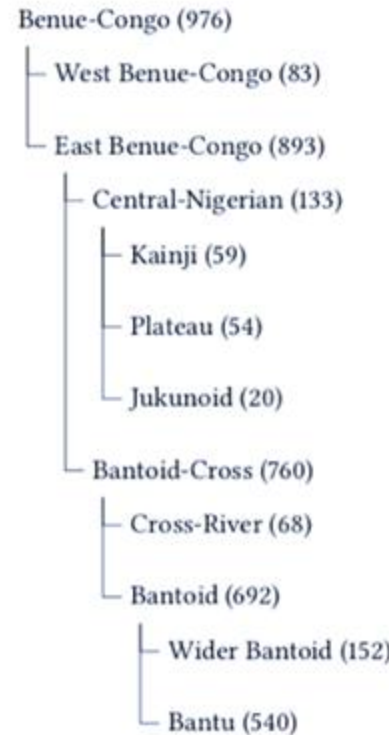 Benue-Congo (976)
West Benue-Congo (83)
East Benue-Congo (893)
Central-Nigerian (133)
Kainji (59)
Plateau (54)
Jukunoid (20)
Bantoid-Cross (760)
Cross-River (68)
Bantoid (692)
Wider Bantoid (152)
Bantu (540)